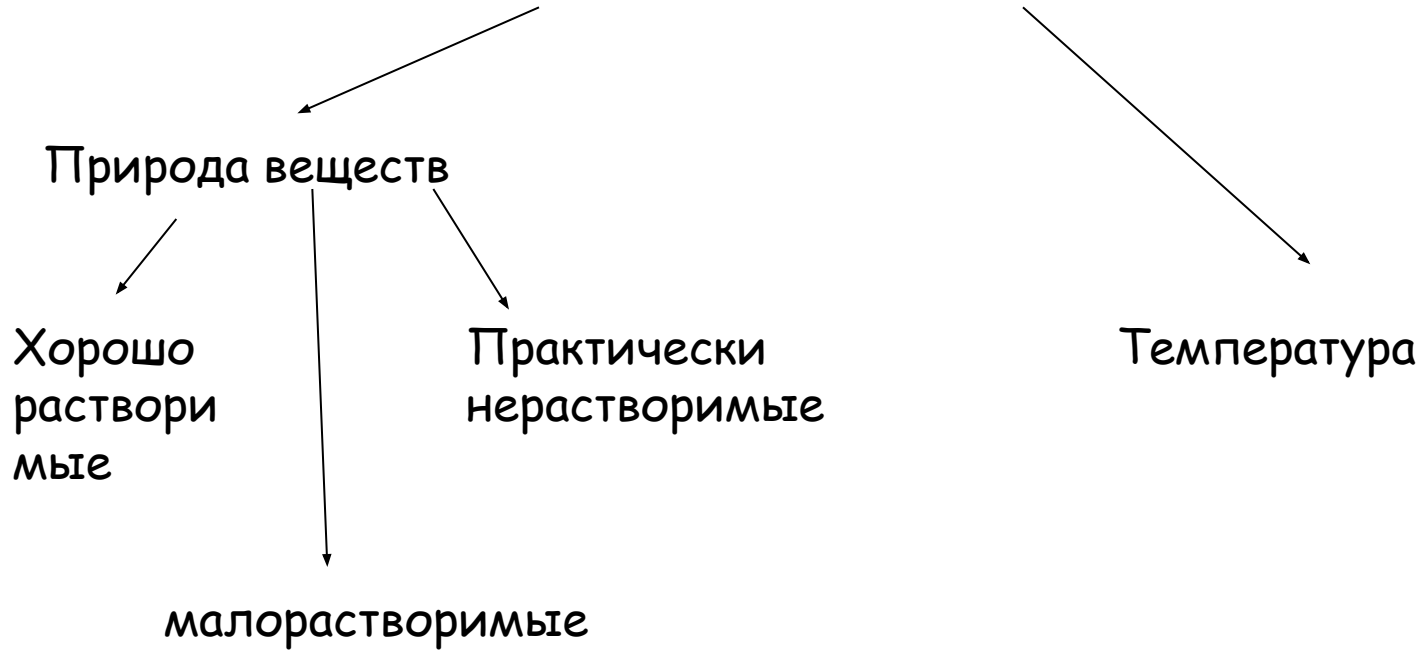 Природа веществ
Хорошо
раствори
мые
Практически
нерастворимые
Температура
малорастворимые